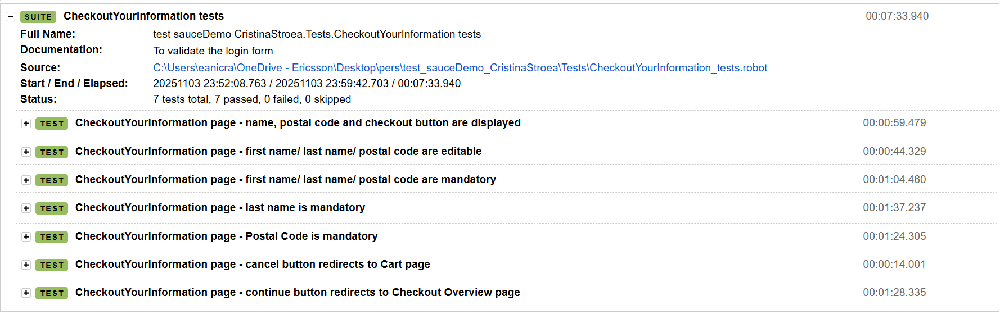 SUITE CheckoutYourInformation tests 00:07:33.940
Full Name: test sauceDemo CristinaStroea.Tests.CheckoutYourInformation tests
Documentation: To validate the login form
Source: C:\Users\eanicra\OneDrive - Ericsson\Desktop\pers\test_sauceDemo_CristinaStroea\Tests\CheckoutYourInformation_tests.robot
Start / End / Elapsed: 20251103 23:52:08.763 / 20251103 23:59:42.703 / 00:07:33.940
Status: 7 tests total, 7 passed, 0 failed, 0 skipped
TEST CheckoutYourInformation page - name, postal code and checkout button are displayed 00:00:59.479
TEST CheckoutYourInformation page - first name/ last name/ postal code are editable 00:00:44.329
TEST CheckoutYourInformation page - first name/ last name/ postal code are mandatory 00:01:04.460
TEST CheckoutYourInformation page - last name is mandatory 00:01:37.237
TEST CheckoutYourInformation page - Postal Code is mandatory 00:01:24.305
TEST CheckoutYourInformation page - cancel button redirects to Cart page 00:00:14.001
TEST CheckoutYourInformation page - continue button redirects to Checkout Overview page 00:01:28.335